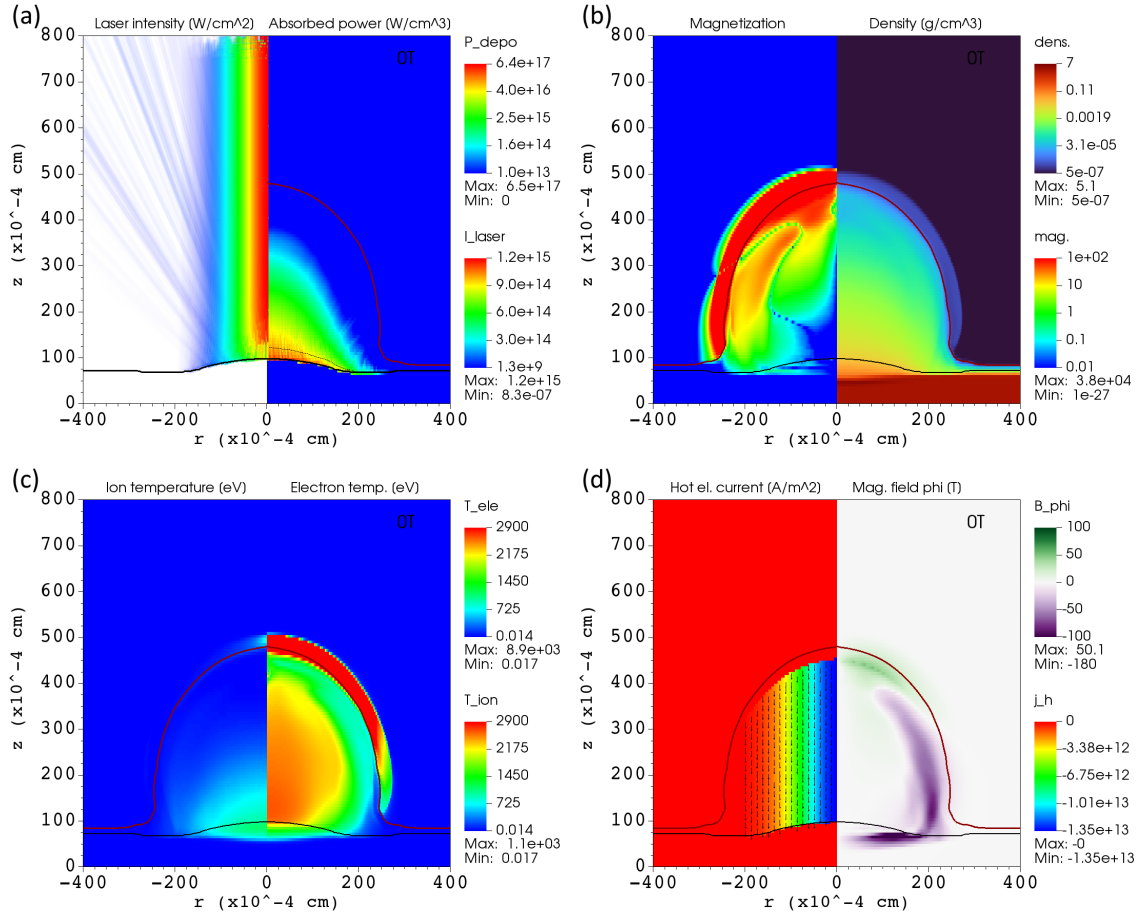 (a)
Laser intensity [W/cm^2] Absorbed power [W/cm^3]
0T
800
700
600
500
400
300
200
100
0
z (x10^-4 cm)
-400 -200 0 200 400
r (x10^-4 cm)
P_depo
6.4e+17
4.0e+16
2.5e+15
1.6e+14
1.0e+13
Max: 6.5e+17
Min: 0
I_laser
1.2e+15
9.0e+14
6.0e+14
3.0e+14
1.3e+9
Max: 1.2e+15
Min: 8.3e-07
(b)
Magnetization Density [g/cm^3]
0T
800
700
600
500
400
300
200
100
0
z (x10^-4 cm)
-400 -200 0 200 400
r (x10^-4 cm)
dens.
7
0.11
0.0019
3.1e-05
5e-07
Max: 5.1
Min: 5e-07
mag.
1e+02
10
1
0.1
0.01
Max: 3.8e+04
Min: 1e-27
(c)
Ion temperature [eV] Electron temp. [eV]
0T
800
700
600
500
400
300
200
100
0
z (x10^-4 cm)
-400 -200 0 200 400
r (x10^-4 cm)
T_ele
2900
2175
1450
725
0.014
Max: 8.9e+03
Min: 0.017
T_ion
2900
2175
1450
725
0.014
Max: 1.1e+03
Min: 0.017
(d)
Hot el. current [A/m^2] Mag. field phi [T]
0T
800
700
600
500
400
300
200
100
0
z (x10^-4 cm)
-400 -200 0 200 400
r (x10^-4 cm)
B_phi
100
50
0
-50
-100
Max: 50.1
Min: -180
j_h
0
-3.38e+12
-6.75e+12
-1.01e+13
-1.35e+13
Max: -0
Min: -1.35e+13